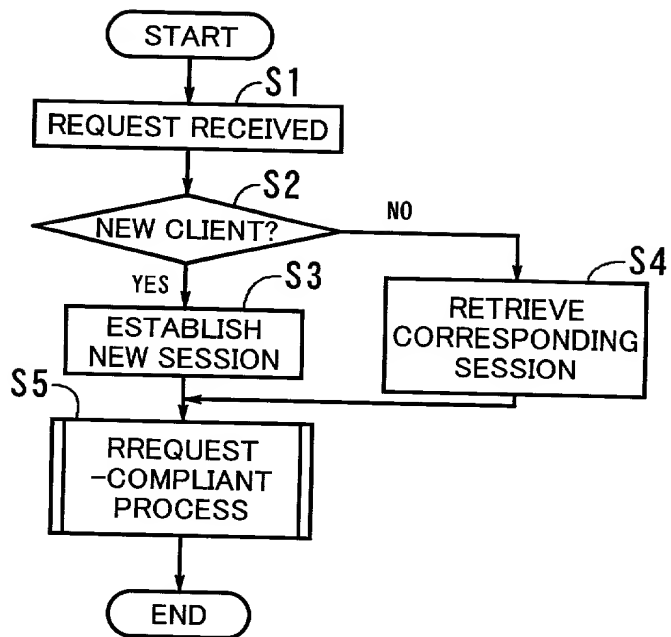 START
S1
REQUEST RECEIVED
S2
NEW CLIENT?
NO
YES
S3
ESTABLISH
NEW SESSION
S4
RETRIEVE
CORRESPONDING
SESSION
S5
RREQUEST
-COMPLIANT
PROCESS
END